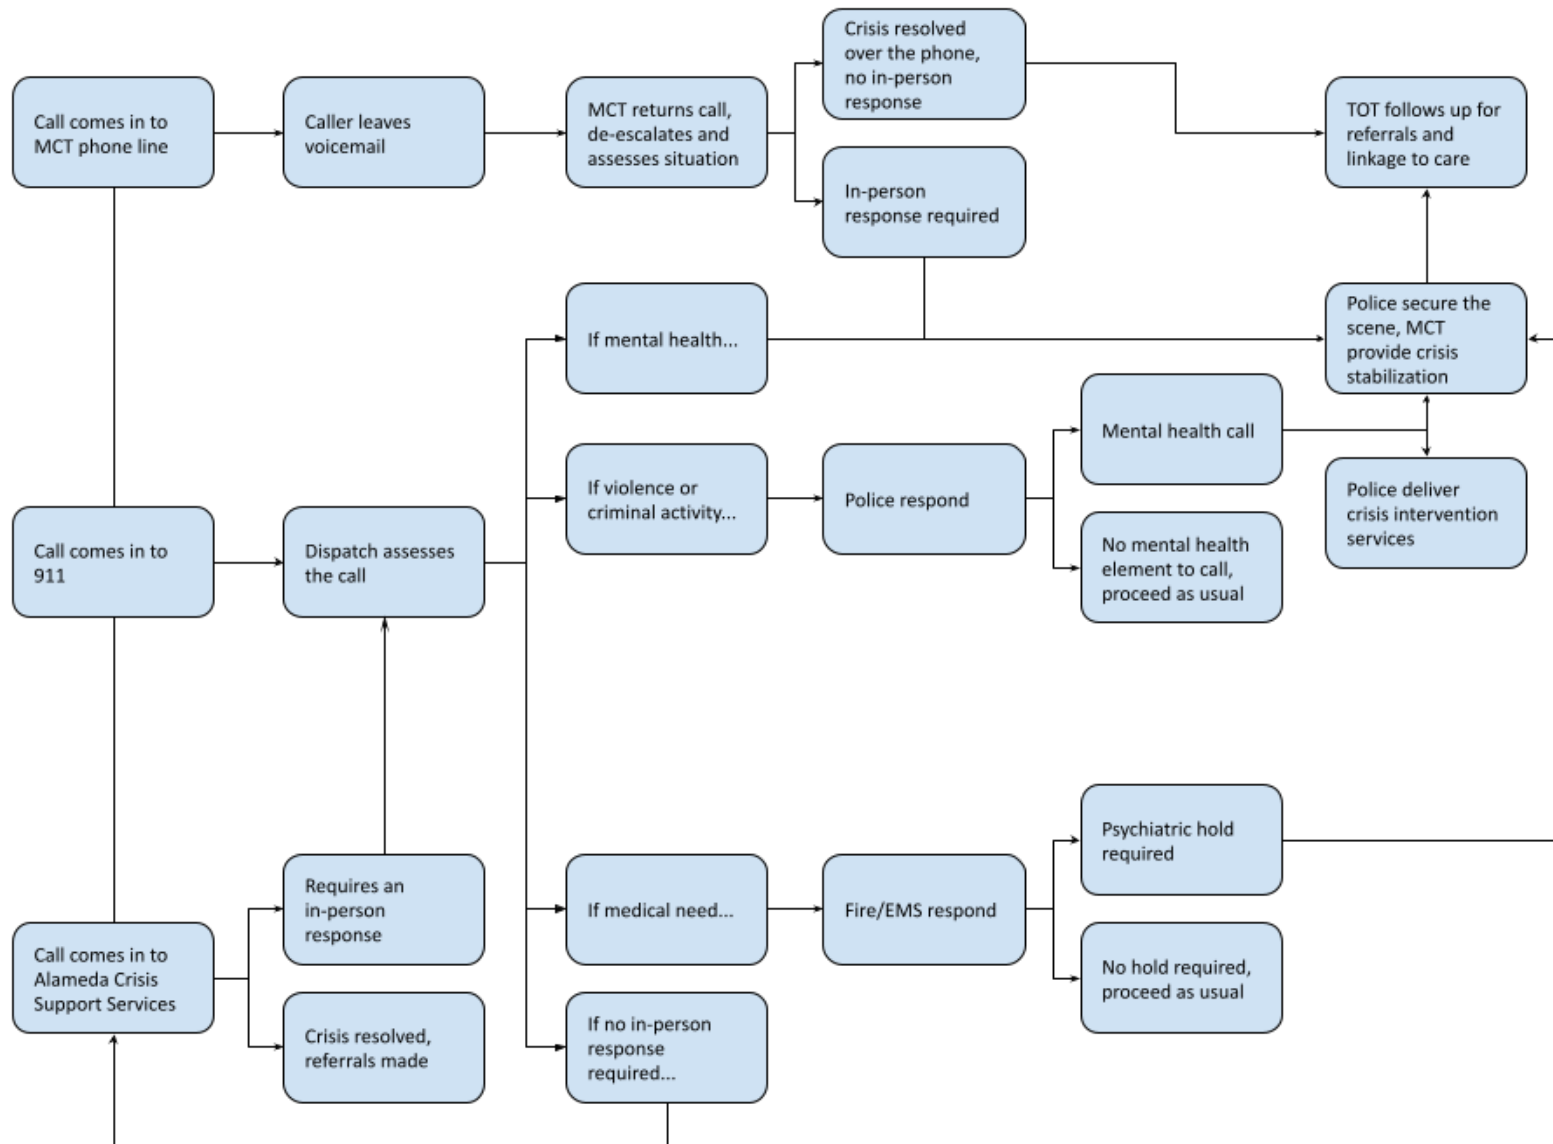 Call comes in to
MCT phone line
Caller leaves
voicemail
MCT returns call,
de-escalates and
assesses situation
Crisis resolved
over the phone,
no in-person
response
In-person
response required
TOT follows up for
referrals and
linkage to care
If mental health...
Police secure the
scene, MCT
provide crisis
stabilization
Call comes in to
911
Dispatch assesses
the call
If violence or
criminal activity...
Police respond
Mental health call
No mental health
element to call,
proceed as usual
Police deliver
crisis intervention
services
Call comes in to
Alameda Crisis
Support Services
Requires an
in-person
response
Crisis resolved,
referrals made
If medical need...
Fire/EMS respond
Psychiatric hold
required
No hold required,
proceed as usual
If no in-person
response
required...